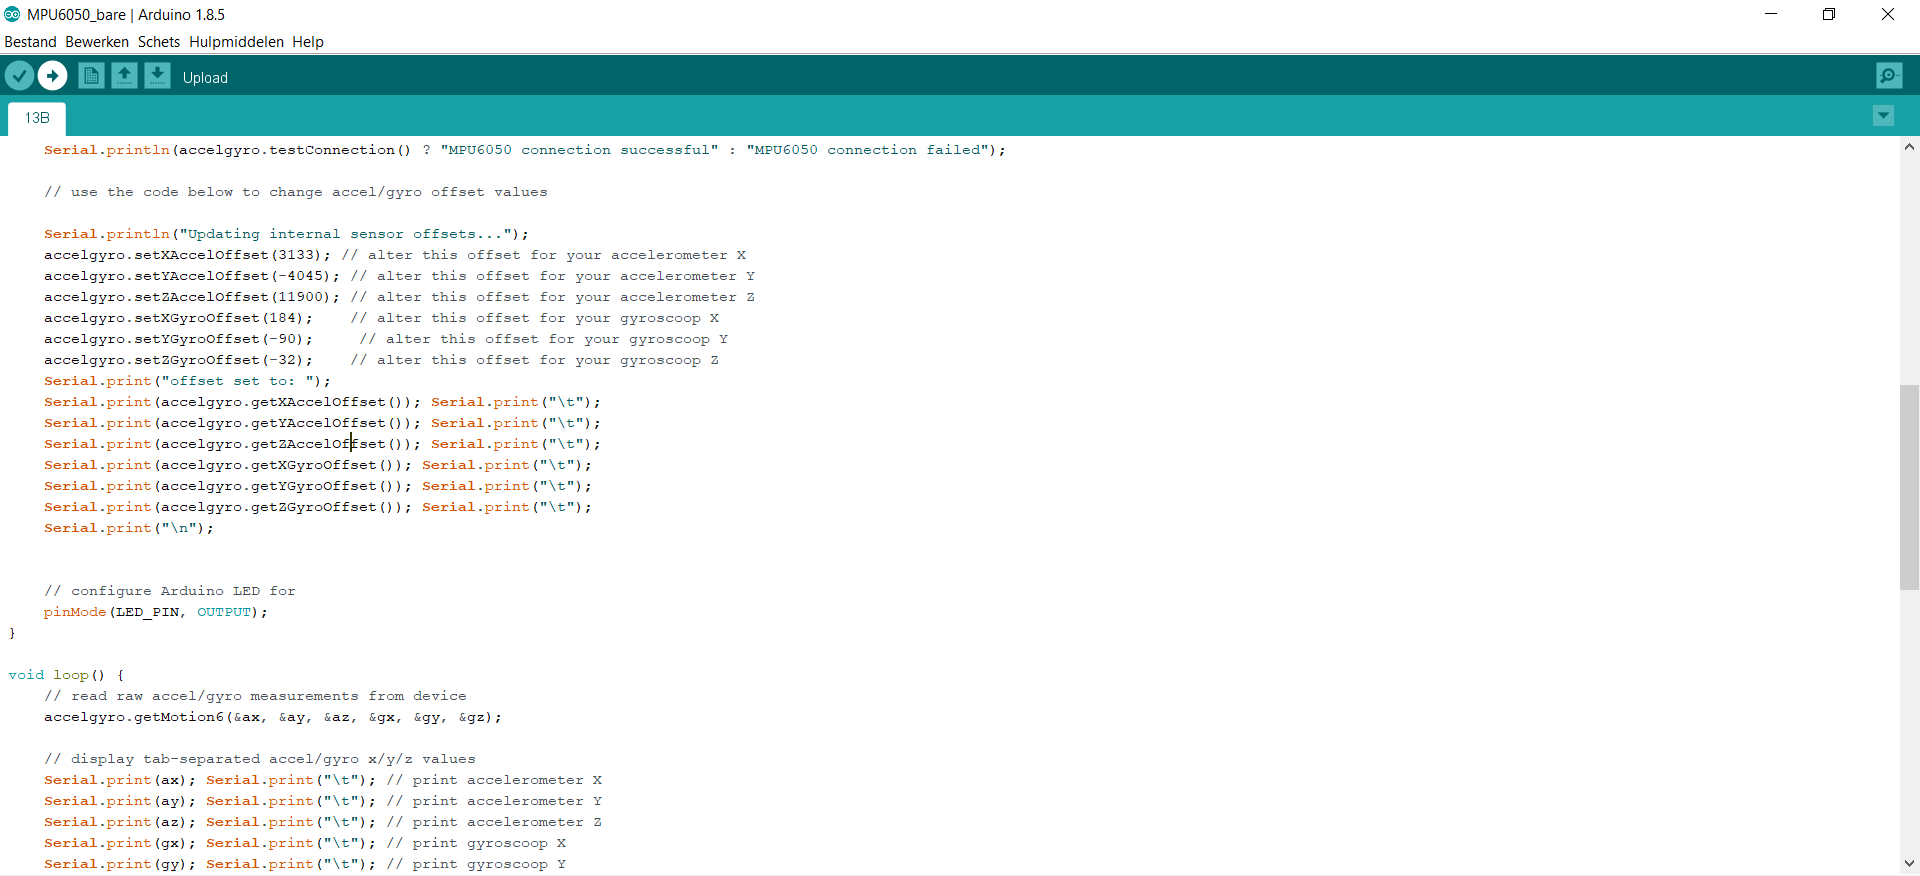 MPU6050_bare | Arduino 1.8.5
Bestand Bewerken Schets Hulpmiddelen Help
Upload
13B
Serial.println(accelgyro.testConnection() ? "MPU6050 connection successful" : "MPU6050 connection failed");
// use the code below to change accel/gyro offset values
Serial.println("Updating internal sensor offsets...");
accelgyro.setXAccelOffset(3133); // alter this offset for your accelerometer X
accelgyro.setYAccelOffset(-4045); // alter this offset for your accelerometer Y
accelgyro.setZAccelOffset(11900); // alter this offset for your accelerometer Z
accelgyro.setXGyroOffset(184);    // alter this offset for your gyroscoop X
accelgyro.setYGyroOffset(-90);     // alter this offset for your gyroscoop Y
accelgyro.setZGyroOffset(-32);    // alter this offset for your gyroscoop Z
Serial.print("offset set to: ");
Serial.print(accelgyro.getXAccelOffset()); Serial.print("\t");
Serial.print(accelgyro.getYAccelOffset()); Serial.print("\t");
Serial.print(accelgyro.getZAccelOffset()); Serial.print("\t");
Serial.print(accelgyro.getXGyroOffset()); Serial.print("\t");
Serial.print(accelgyro.getYGyroOffset()); Serial.print("\t");
Serial.print(accelgyro.getZGyroOffset()); Serial.print("\t");
Serial.print("\n");
// configure Arduino LED for
pinMode(LED_PIN, OUTPUT);
}
void loop() {
// read raw accel/gyro measurements from device
accelgyro.getMotion6(&ax, &ay, &az, &gx, &gy, &gz);
// display tab-separated accel/gyro x/y/z values
Serial.print(ax); Serial.print("\t"); // print accelerometer X
Serial.print(ay); Serial.print("\t"); // print accelerometer Y
Serial.print(az); Serial.print("\t"); // print accelerometer Z
Serial.print(gx); Serial.print("\t"); // print gyroscoop X
Serial.print(gy); Serial.print("\t"); // print gyroscoop Y